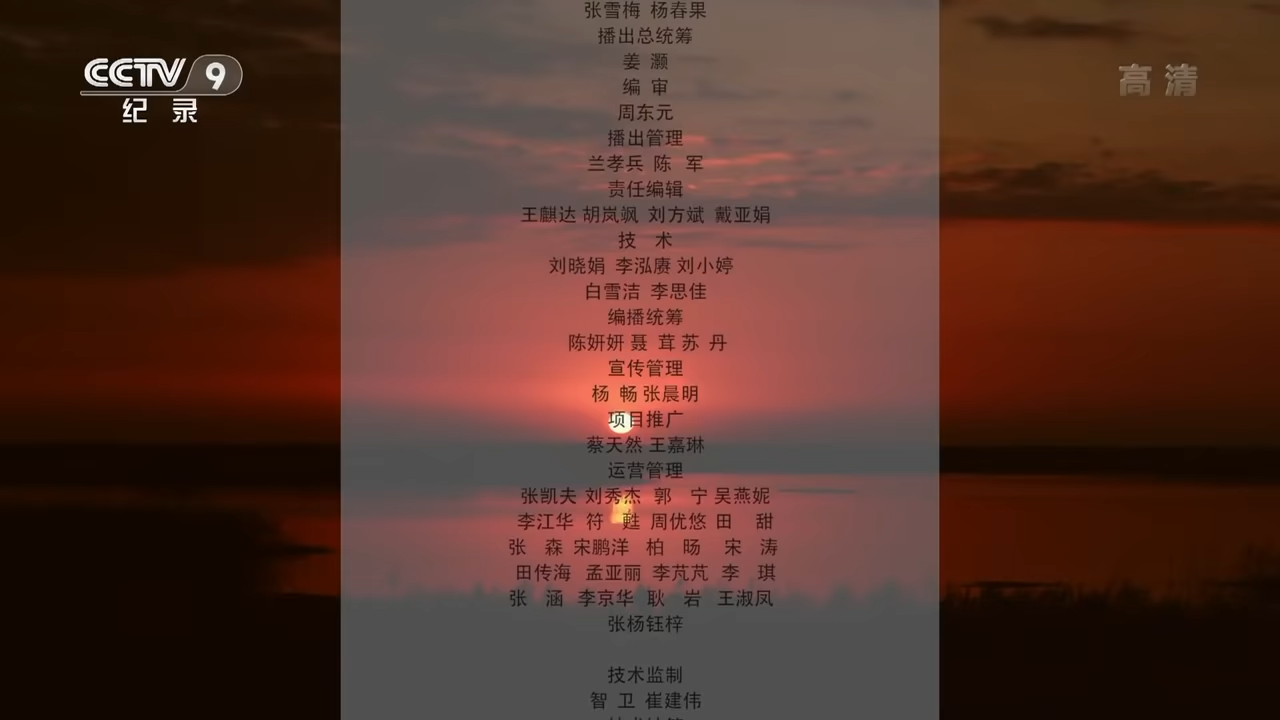 张雪梅 杨春果
播出总统筹
CCTV 9
纪 录
高清
姜 灏
编 审
周东元
播出管理
兰孝兵 陈 军
责任编辑
王麒达 胡岚飒 刘方斌 戴亚娟
技 术
刘晓娟 李泓赓 刘小婷
白雪洁 李思佳
编播统筹
陈妍妍 聂 茸 苏 丹
宣传管理
杨 畅 张晨明
项目推广
蔡天然 王嘉琳
运营管理
张凯夫 刘秀杰 郭 宁 吴燕妮
李江华 符 甦 周优悠 田 甜
张 森 宋鹏洋 柏 旸 宋 涛
田传海 孟亚丽 李芃芃 李 琪
张 涵 李京华 耿 岩 王淑凤
张杨钰梓
技术监制
智 卫 崔建伟